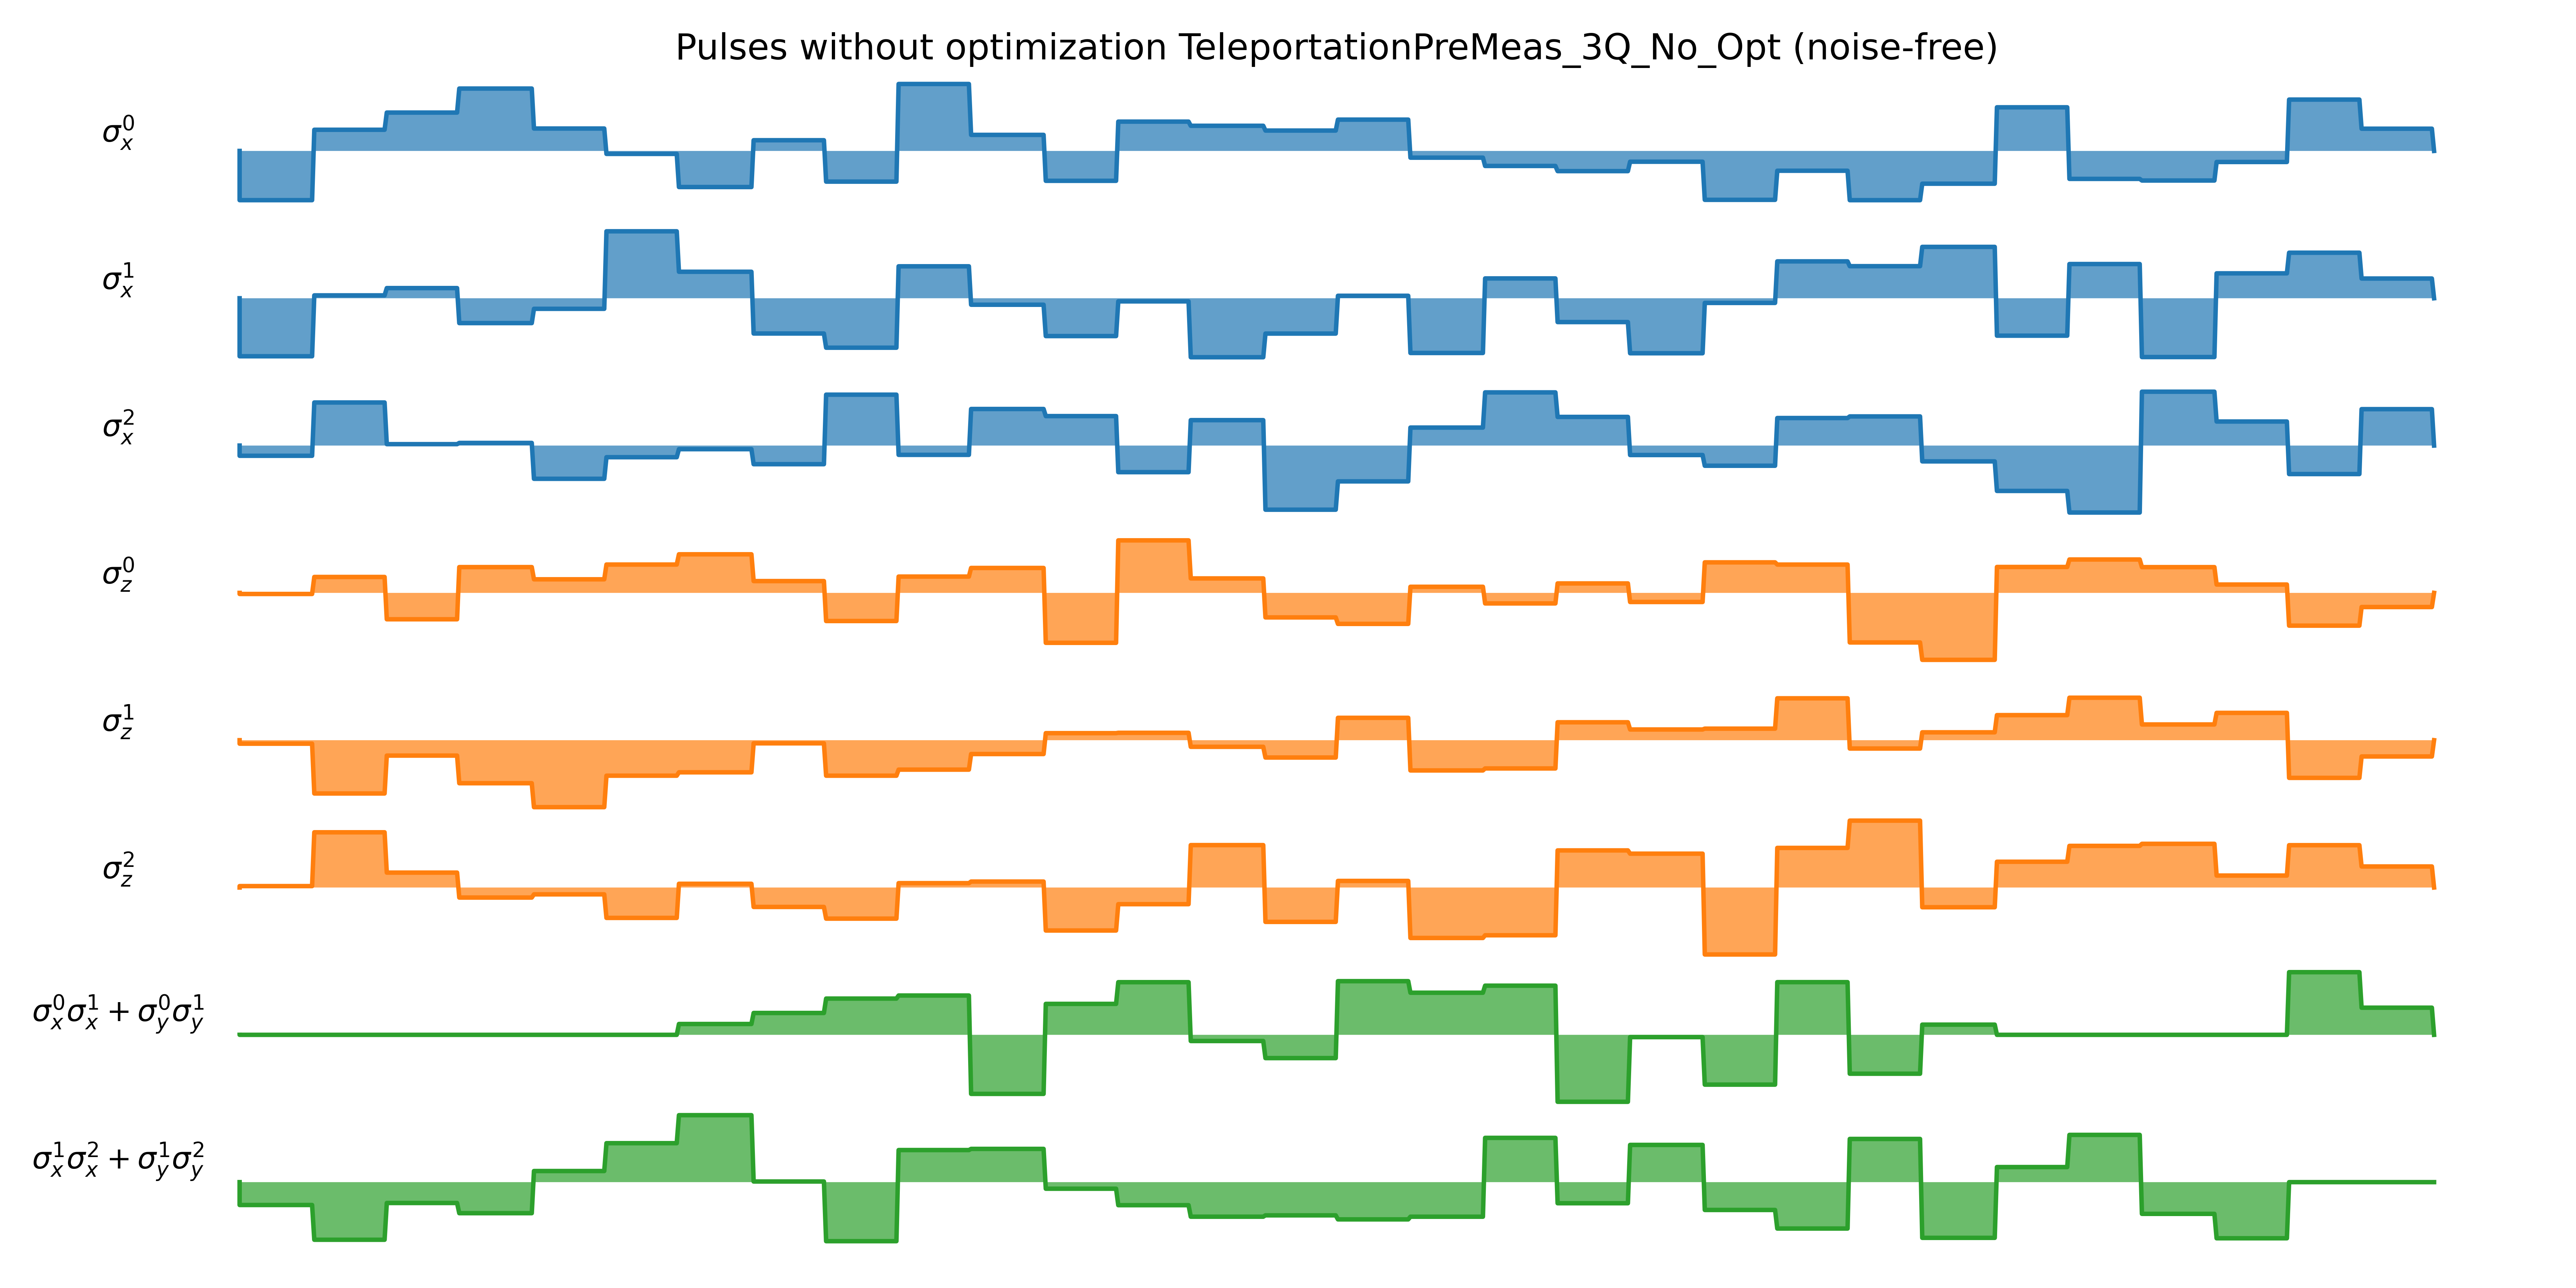 Pulses without optimization TeleportationPreMeas_3Q_No_Opt (noise-free)
σ_x^0
σ_x^1
σ_x^2
σ_z^0
σ_z^1
σ_z^2
σ_x^0σ_x^1 + σ_y^0σ_y^1
σ_x^1σ_x^2 + σ_y^1σ_y^2